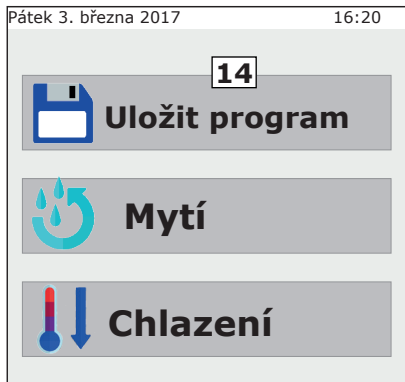 Pátek 3. března 2017 16:20
14
Uložit program
Mytí
Chlazení